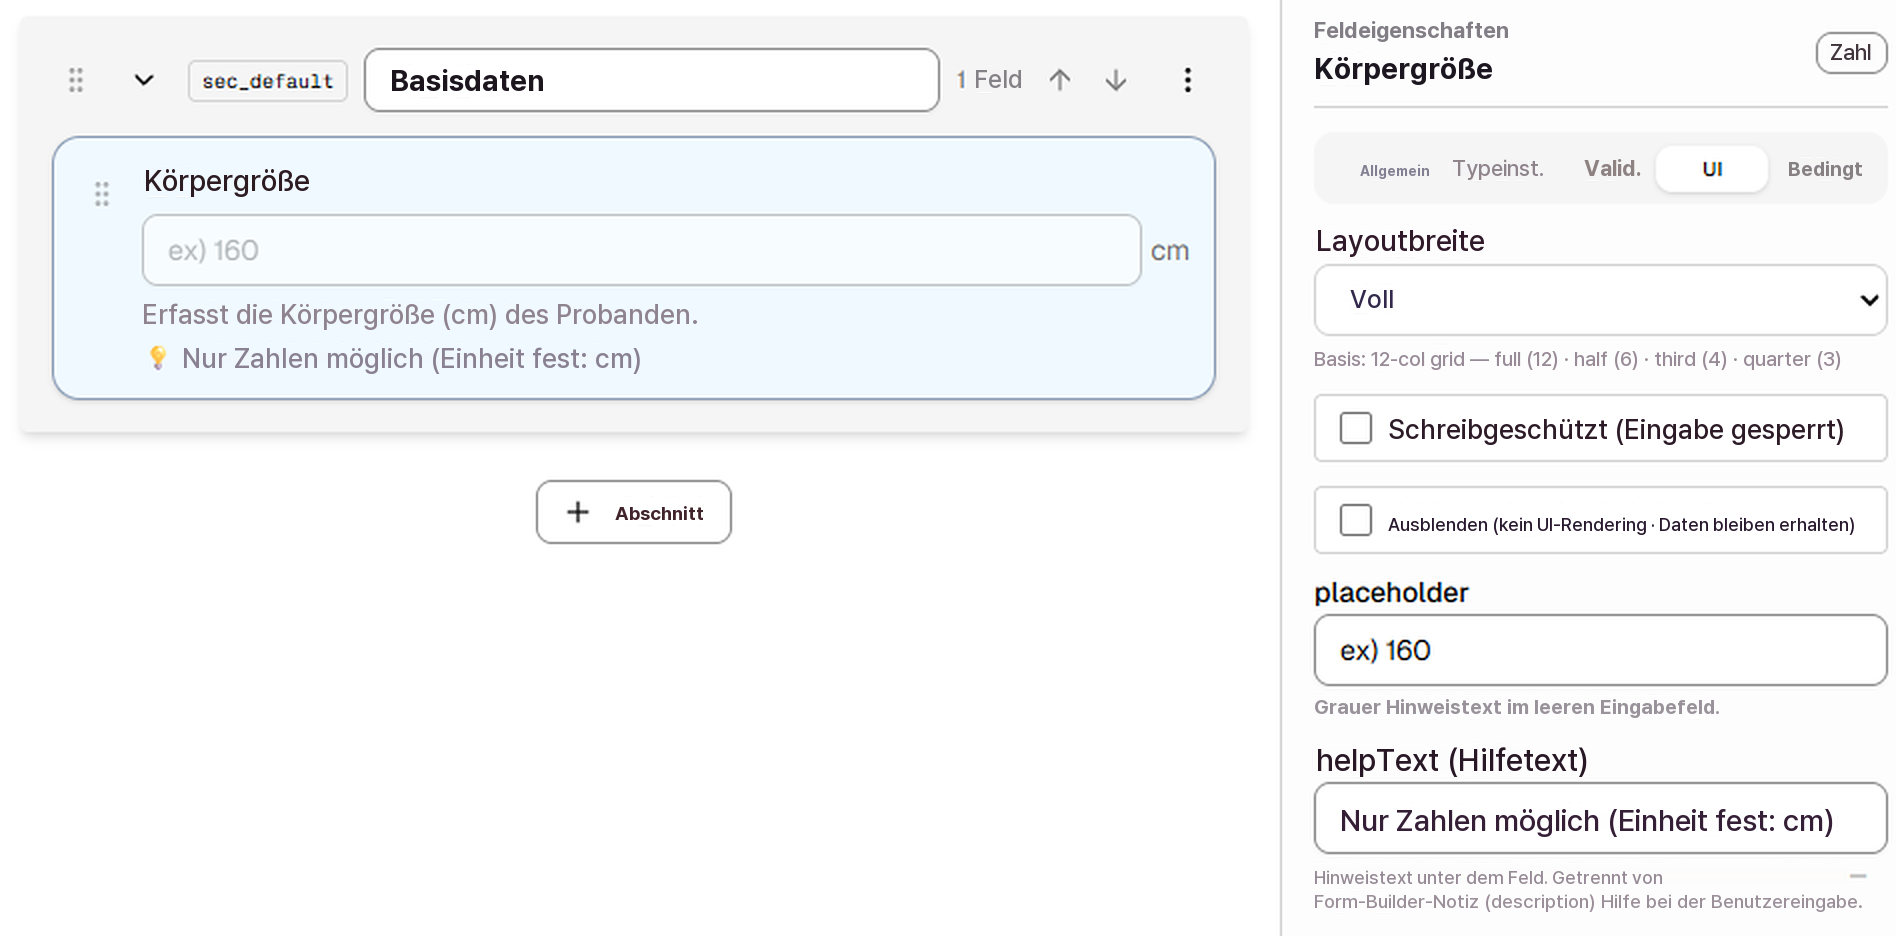 sec_default
Basisdaten
1 Feld
Körpergröße
ex) 160
cm
Erfasst die Körpergröße (cm) des Probanden.
Nur Zahlen möglich (Einheit fest: cm)
Abschnitt
Feldeigenschaften
Körpergröße
Zahl
Allgemein
Typeinst.
Valid.
UI
Bedingt
Layoutbreite
Voll
Basis: 12-col grid — full (12) · half (6) · third (4) · quarter (3)
Schreibgeschützt (Eingabe gesperrt)
Ausblenden (kein UI-Rendering · Daten bleiben erhalten)
placeholder
ex) 160
Grauer Hinweistext im leeren Eingabefeld.
helpText (Hilfetext)
Nur Zahlen möglich (Einheit fest: cm)
Hinweistext unter dem Feld. Getrennt von
Form-Builder-Notiz (description) Hilfe bei der Benutzereingabe.